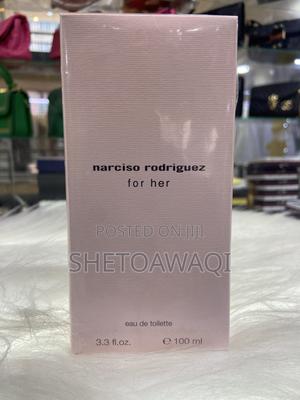 narciso rodriguez
for her
POSTED ON JIJI
SHETOAWAQI
eau de toilette
3.3 fl.oz. ℮ 100 ml